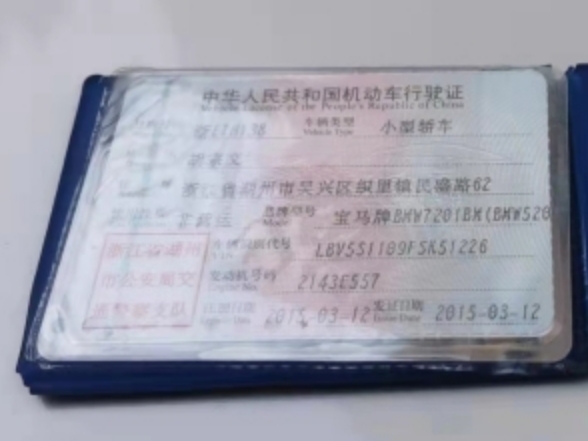 中华人民共和国机动车行驶证
Vehicle License of the People's Republic of China
车辆类型 小型轿车
Vehicle Type
浙江省湖州市吴兴区织里镇民 路62
非营运 品牌型号 宝马牌BMW7201BM(BMW520
Model
浙江省湖州 车辆识别代号 LBV5S1109FSK51226
VIN
市公安局交 发动机号码 2143E557
Engine No.
通警察支队 注册日期 2015-03-12 发证日期 2015-03-12
Issue Date